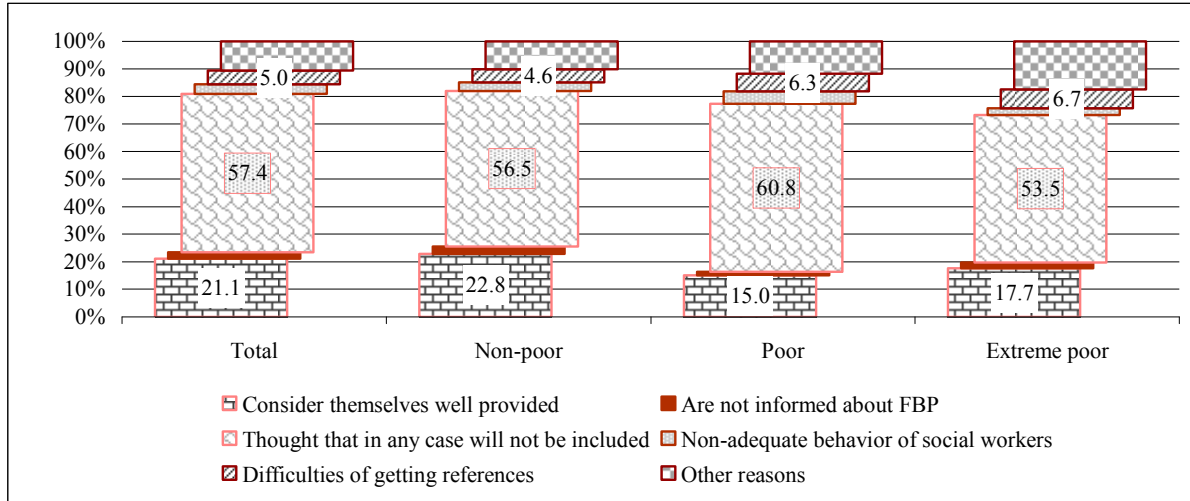 100%
90%
80%
70%
60%
50%
40%
30%
20%
10%
0%
5.0 4.6 6.3 6.7
57.4 56.5 60.8 53.5
21.1 22.8 15.0 17.7
Total Non-poor Poor Extreme poor
Consider themselves well provided Are not informed about FBP
Thought that in any case will not be included Non-adequate behavior of social workers
Difficulties of getting references Other reasons